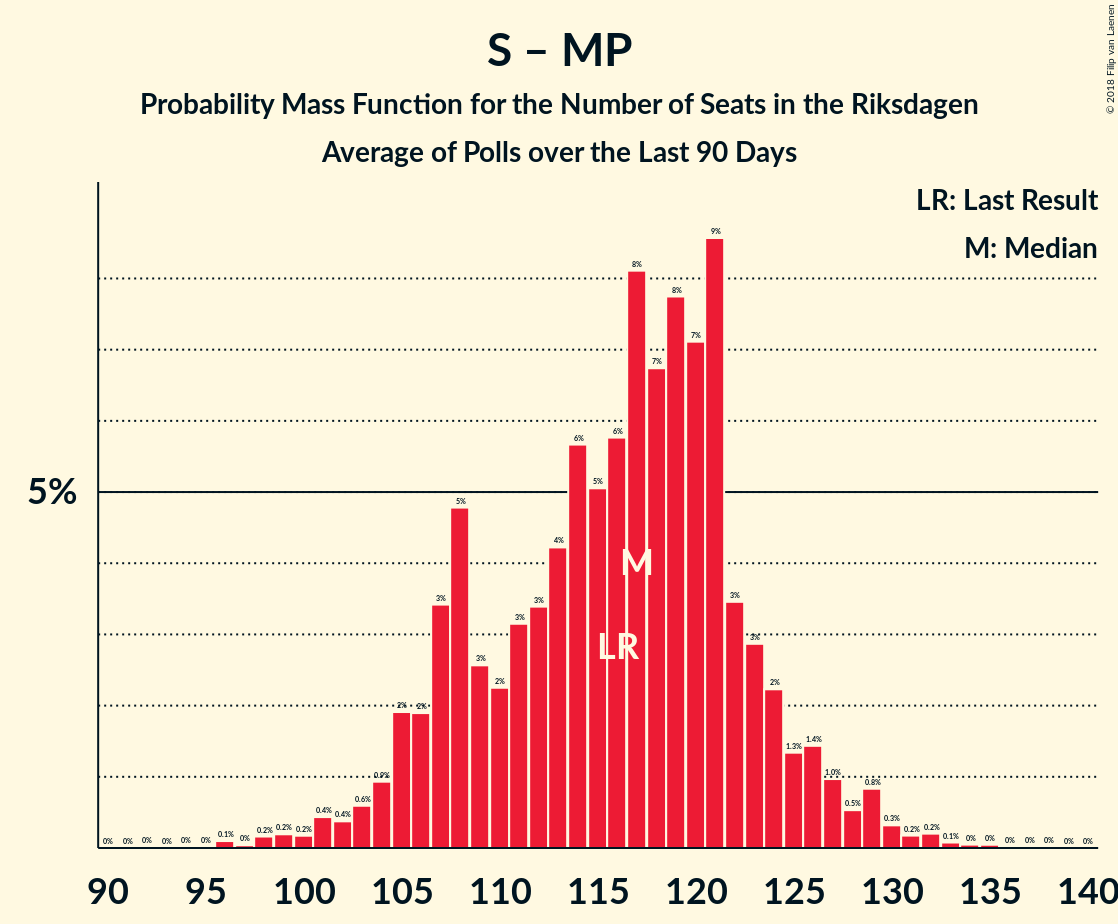 S – MP
Probability Mass Function for the Number of Seats in the Riksdagen
Average of Polls over the Last 90 Days
© 2018 Filip van Laenen
LR: Last Result
M: Median
5%
0% 0% 0% 0% 0% 0% 0.1% 0% 0.2% 0.2% 0.2% 0.4% 0.4% 0.6% 0.9% 2% 2% 3% 5% 3% 2% 3% 3% 4% 6% 5% 6% 8% 7% 8% 7% 9% 3% 3% 2% 1.3% 1.4% 1.0% 0.5% 0.8% 0.3% 0.2% 0.2% 0.1% 0% 0% 0% 0% 0% 0% 0%
M
LR
90 95 100 105 110 115 120 125 130 135 140